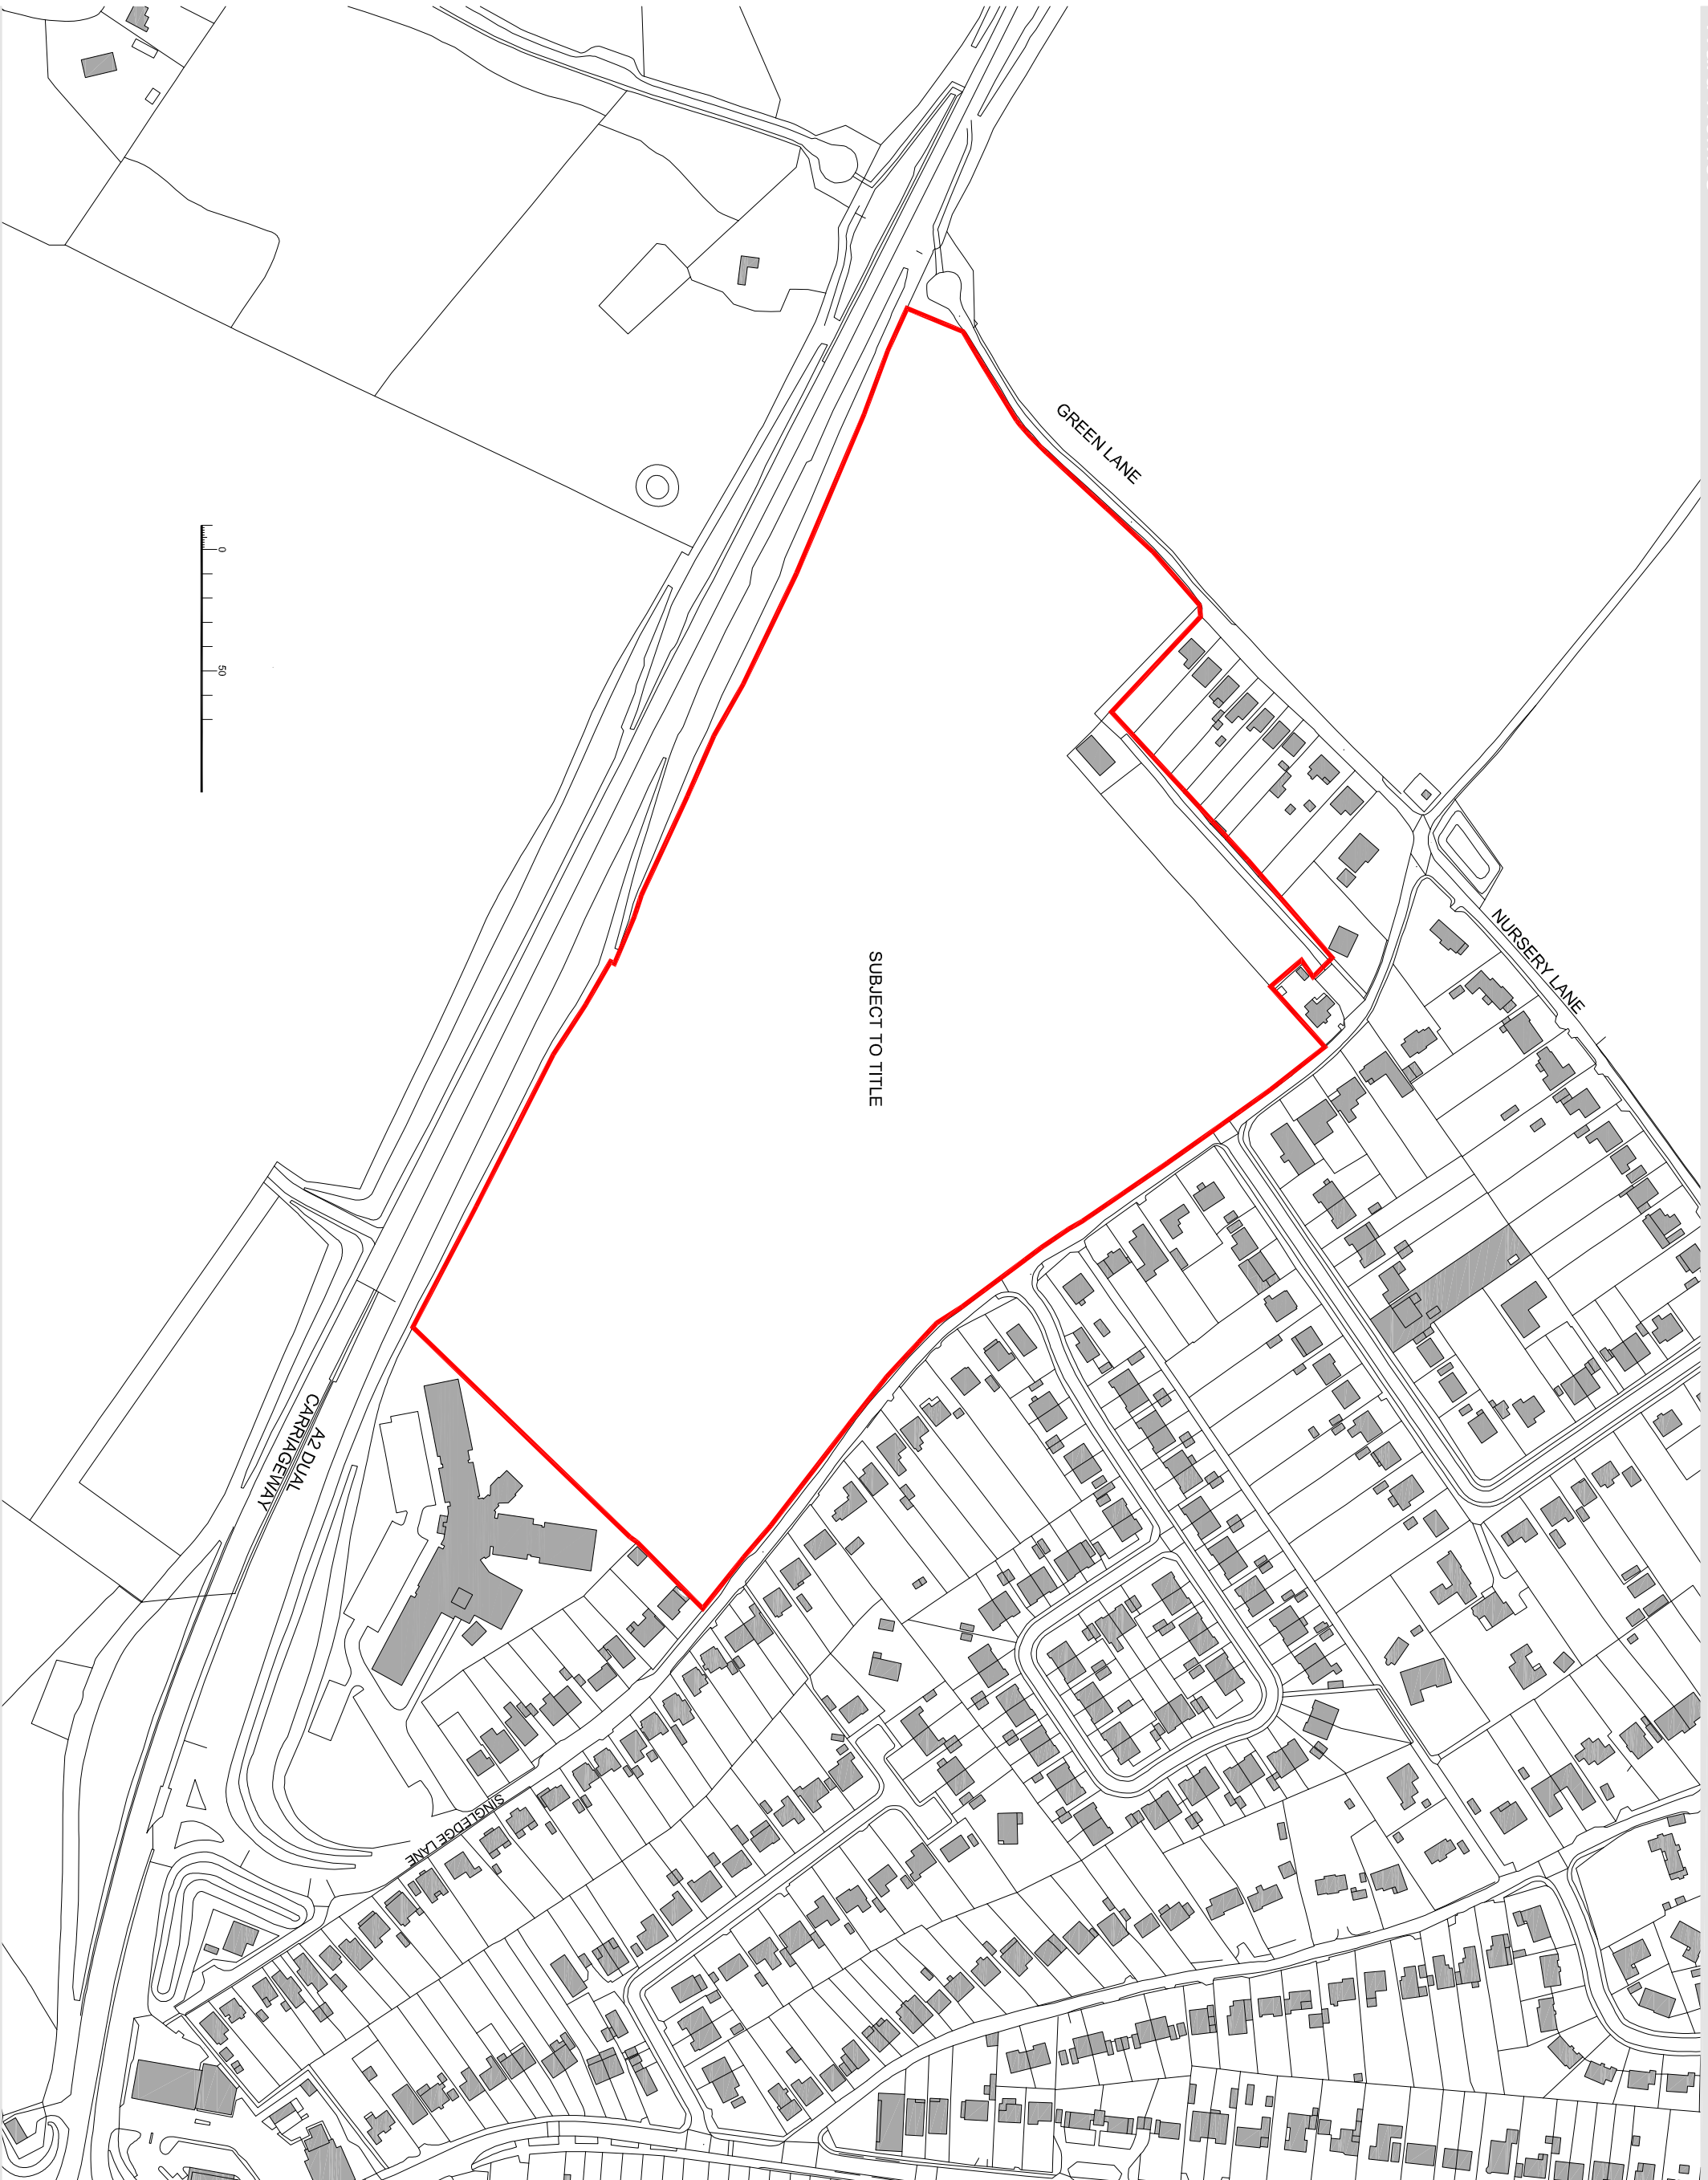 GREEN LANE
NURSERY LANE
SUBJECT TO TITLE
0
50
A2 DUAL
CARRIAGEWAY
SINGLEDGE LANE